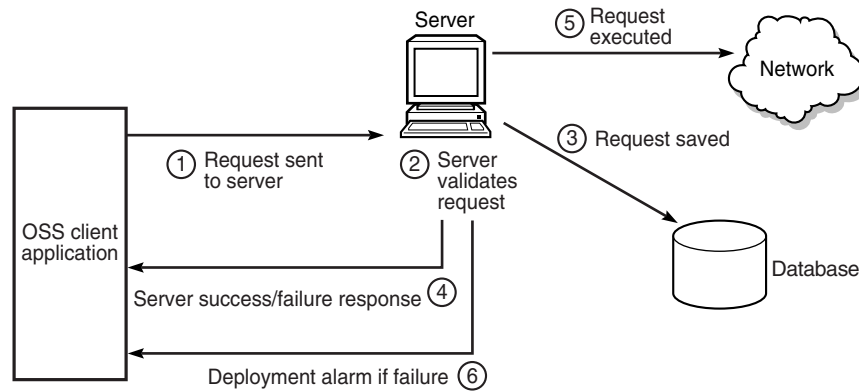 Server
5 Request
executed
Network
1 Request sent
to server
2 Server
validates
request
3 Request saved
OSS client
application
Database
Server success/failure response 4
Deployment alarm if failure 6